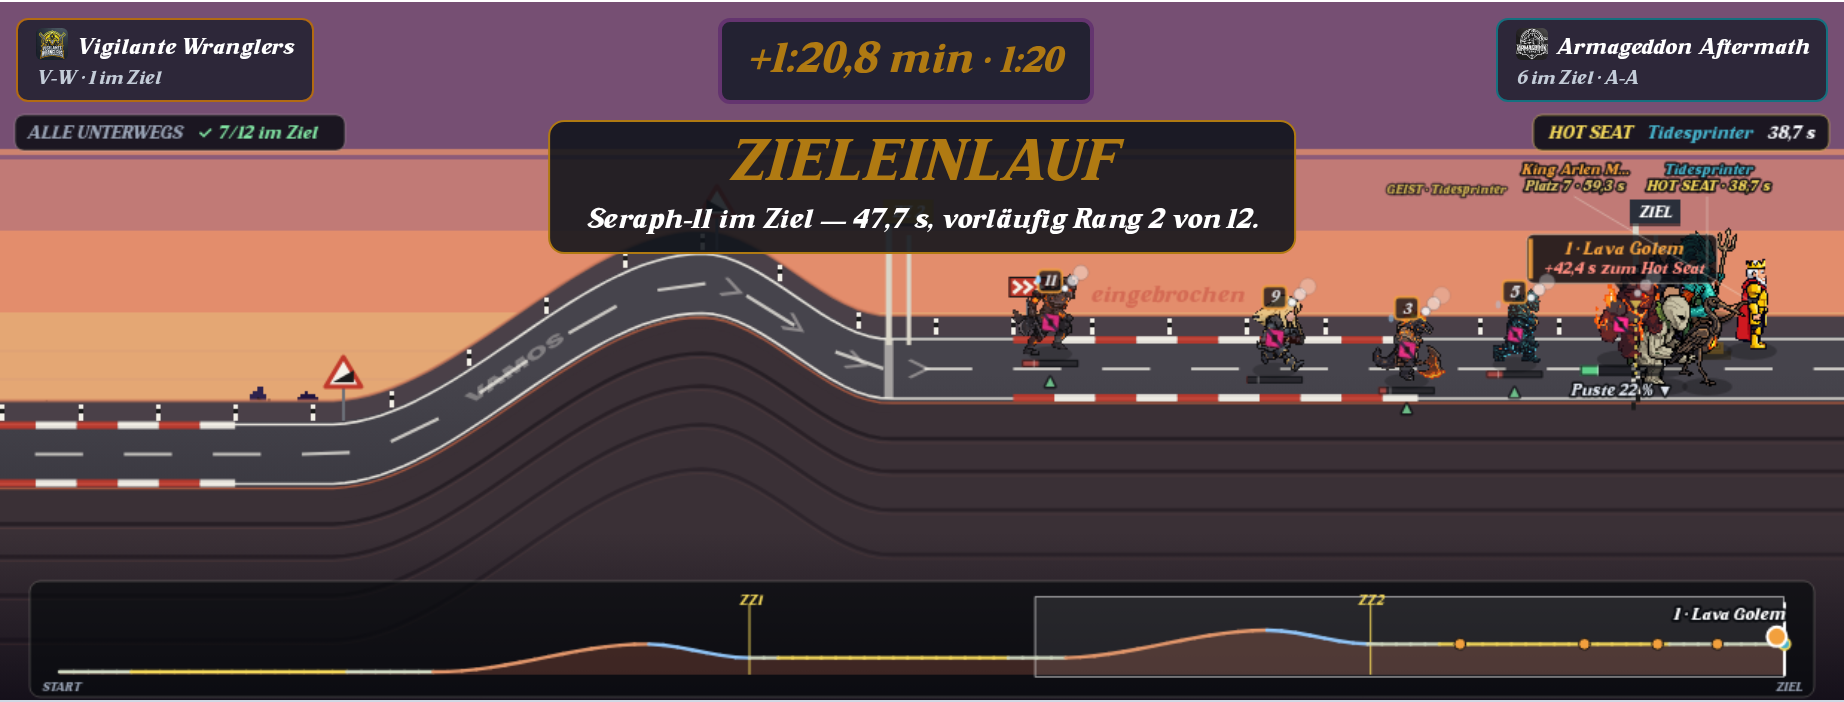 Vigilante Wranglers
V-W · 1 im Ziel
+1:20,8 min · 1:20
Armageddon Aftermath
6 im Ziel · A-A
ALLE UNTERWEGS ✓ 7/12 im Ziel
HOT SEAT Tidesprinter 38,7 s
ZIELEINLAUF
Seraph-11 im Ziel — 47,7 s, vorläufig Rang 2 von 12.
King Arlen M...
Platz 7 · 59,3 s
Tidesprinter
HOT SEAT · 38,7 s
GEIST · Tidesprinter
ZIEL
1 · Lava Golem
+42,4 s zum Hot Seat
11
eingebrochen
9
3
5
VAMOS
Puste 22 % ▼
ZZ1
ZZ2
1 · Lava Golem
START
ZIEL